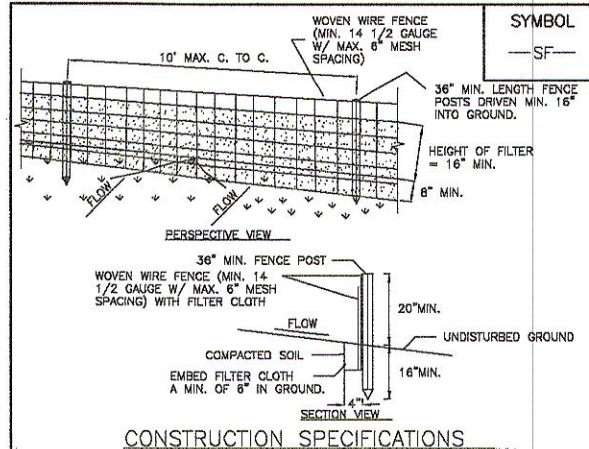 SYMBOL
SF
WOVEN WIRE FENCE
(MIN. 14 1/2 GAUGE
W/ MAX. 6" MESH
SPACING)
10' MAX. C. TO C.
36" MIN. LENGTH FENCE
POSTS DRIVEN MIN. 16"
INTO GROUND.
HEIGHT OF FILTER
= 16" MIN.
8" MIN.
FLOW
FLOW
PERSPECTIVE VIEW
36" MIN. FENCE POST
WOVEN WIRE FENCE (MIN. 14
1/2 GAUGE W/ MAX. 6" MESH
SPACING) WITH FILTER CLOTH
20"MIN.
FLOW
UNDISTURBED GROUND
COMPACTED SOIL
16"MIN.
EMBED FILTER CLOTH
A MIN. OF 6" IN GROUND.
4"
SECTION VIEW
CONSTRUCTION SPECIFICATIONS